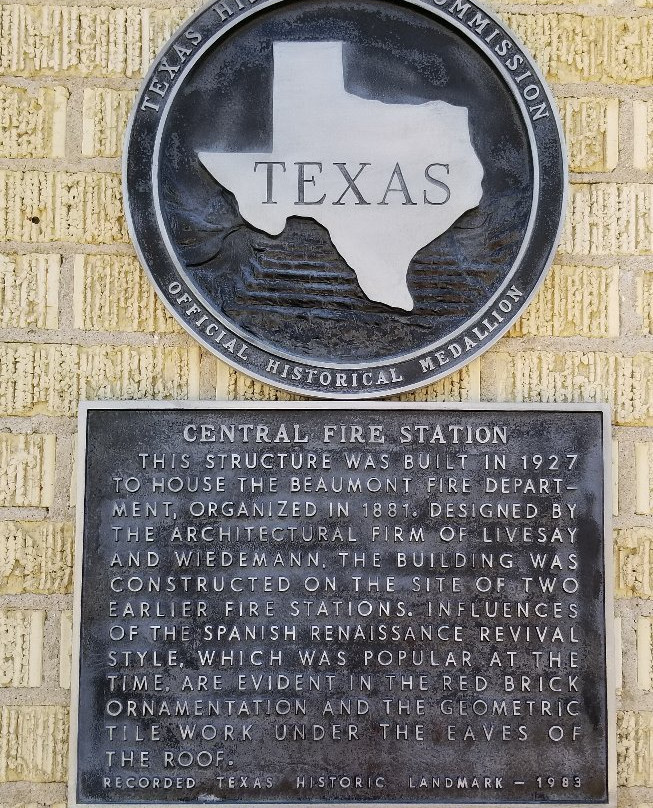 TEXAS COMMISSION
TEXAS
OFFICIAL HISTORICAL MEDALLION
CENTRAL FIRE STATION
THIS STRUCTURE WAS BUILT IN 1927
TO HOUSE THE BEAUMONT FIRE DEPART-
MENT, ORGANIZED IN 1881. DESIGNED BY
THE ARCHITECTURAL FIRM OF LIVESAY
AND WIEDEMANN, THE BUILDING WAS
CONSTRUCTED ON THE SITE OF TWO
EARLIER FIRE STATIONS. INFLUENCES
OF THE SPANISH RENAISSANCE REVIVAL
STYLE, WHICH WAS POPULAR AT THE
TIME, ARE EVIDENT IN THE RED BRICK
ORNAMENTATION AND THE GEOMETRIC
TILE WORK UNDER THE EAVES OF
THE ROOF.
RECORDED TEXAS HISTORIC LANDMARK – 1983